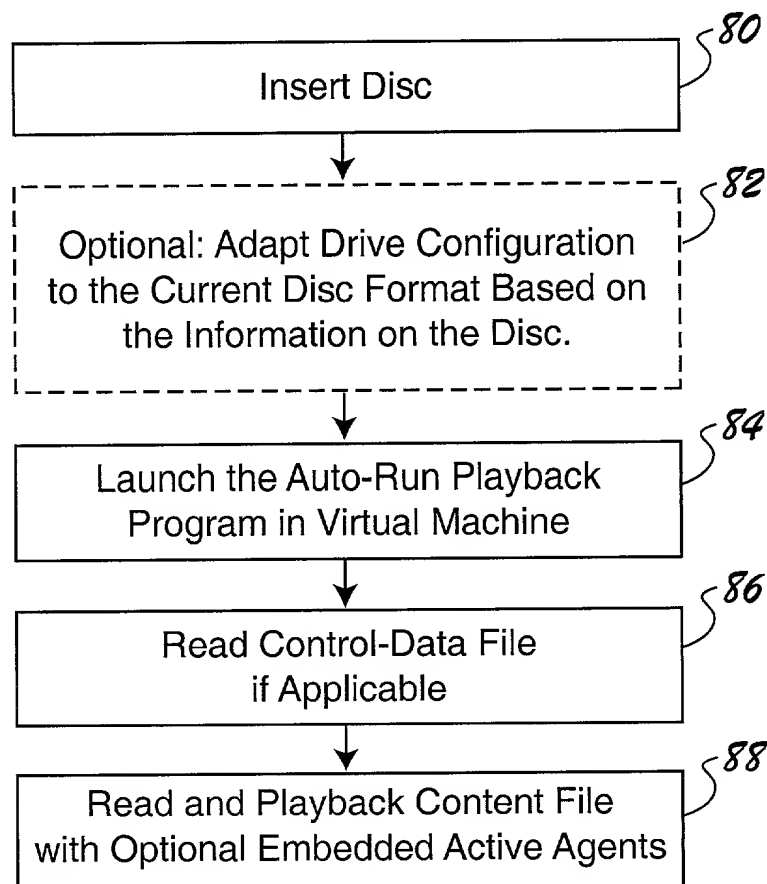 80
Insert Disc
82
Optional: Adapt Drive Configuration
to the Current Disc Format Based on
the Information on the Disc.
84
Launch the Auto-Run Playback
Program in Virtual Machine
86
Read Control-Data File
if Applicable
88
Read and Playback Content File
with Optional Embedded Active Agents